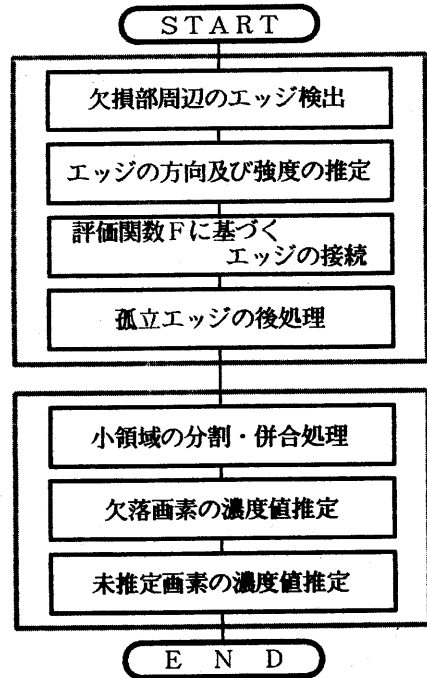 START
欠損部周辺のエッジ検出
エッジの方向及び強度の推定
評価関数Fに基づく
エッジの接続
孤立エッジの後処理
小領域の分割・併合処理
欠落画素の濃度値推定
未推定画素の濃度値推定
END